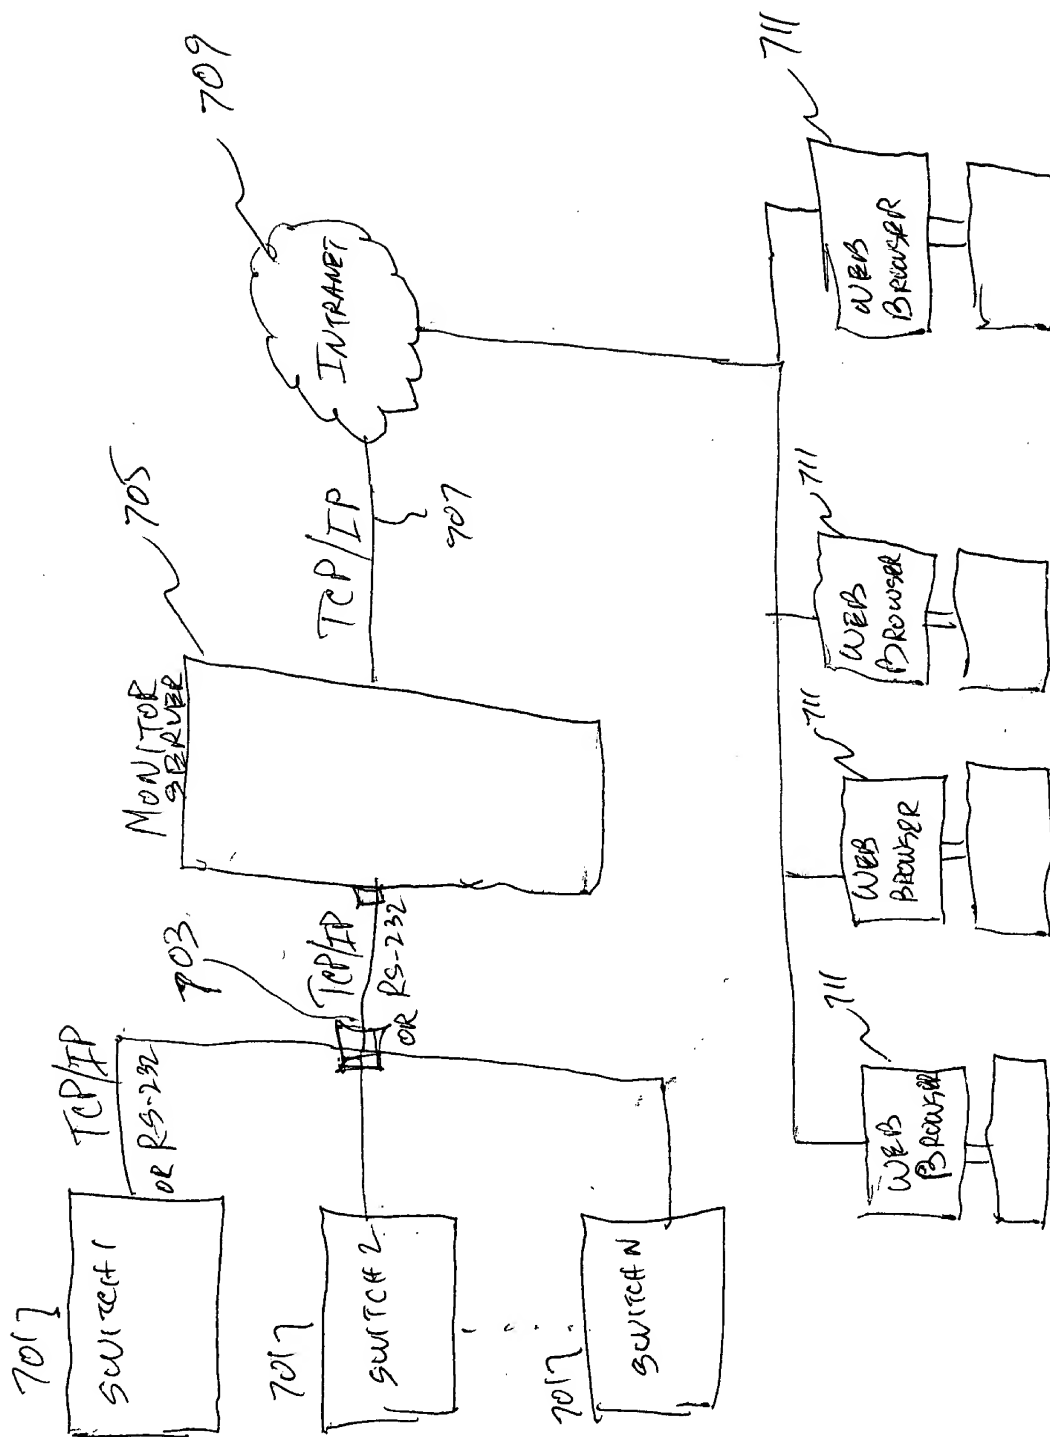 701
SWITCH 1
TCP/IP
OR RS-232
701
SWITCH 2
701
SWITCH N
703
TCP/IP
OR RS-232
MONITOR
SERVER
705
TCP/IP
707
INTRANET
709
711
WEB
BROWSER
711
WEB
BROWSER
711
WEB
BROWSER
711
WEB
BROWSER